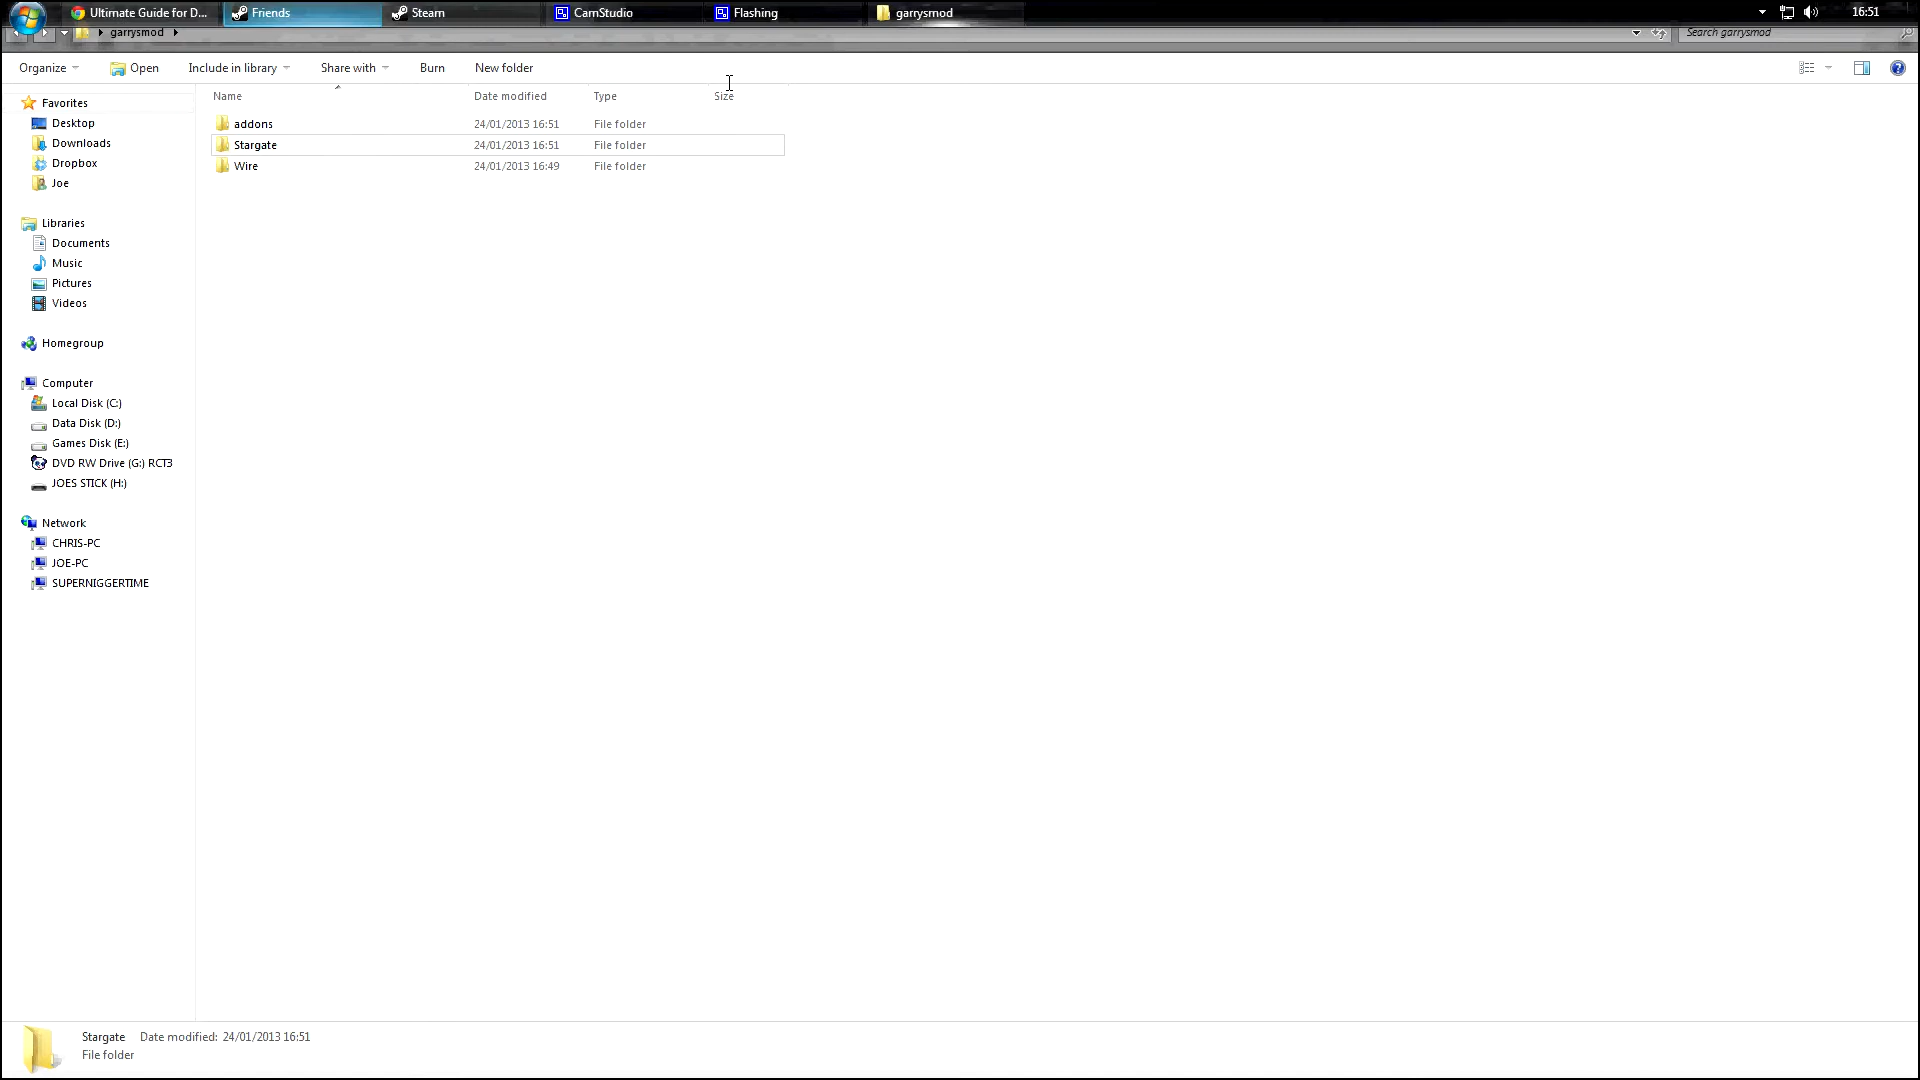 Ultimate Guide for D...
Friends
Steam
CamStudio
Flashing
garrysmod
16:51
garrysmod
Search garrysmod
Organize
Open
Include in library
Share with
Burn
New folder
Name
Date modified
Type
Size
addons
24/01/2013 16:51
File folder
Stargate
24/01/2013 16:51
File folder
Wire
24/01/2013 16:49
File folder
Favorites
Desktop
Downloads
Dropbox
Joe
Libraries
Documents
Music
Pictures
Videos
Homegroup
Computer
Local Disk (C:)
Data Disk (D:)
Games Disk (E:)
DVD RW Drive (G:) RCT3
JOES STICK (H:)
Network
CHRIS-PC
JOE-PC
SUPERNIGGERTIME
Stargate
Date modified: 24/01/2013 16:51
File folder